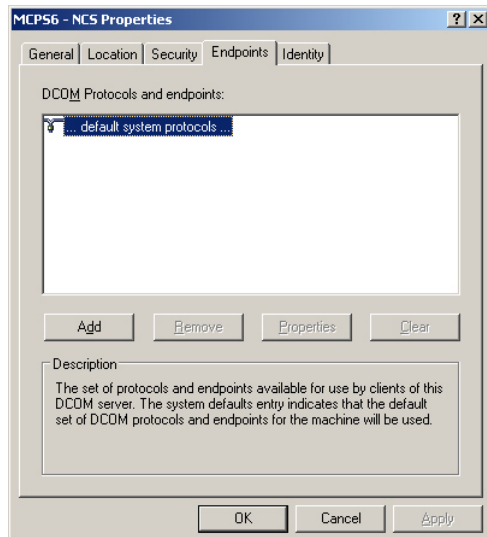 MCPS6 - NCS Properties
General Location Security Endpoints Identity
DCOM Protocols and endpoints:
... default system protocols ...
Add Remove Properties Clear
Description
The set of protocols and endpoints available for use by clients of this
DCOM server. The system defaults entry indicates that the default
set of DCOM protocols and endpoints for the machine will be used.
OK Cancel Apply